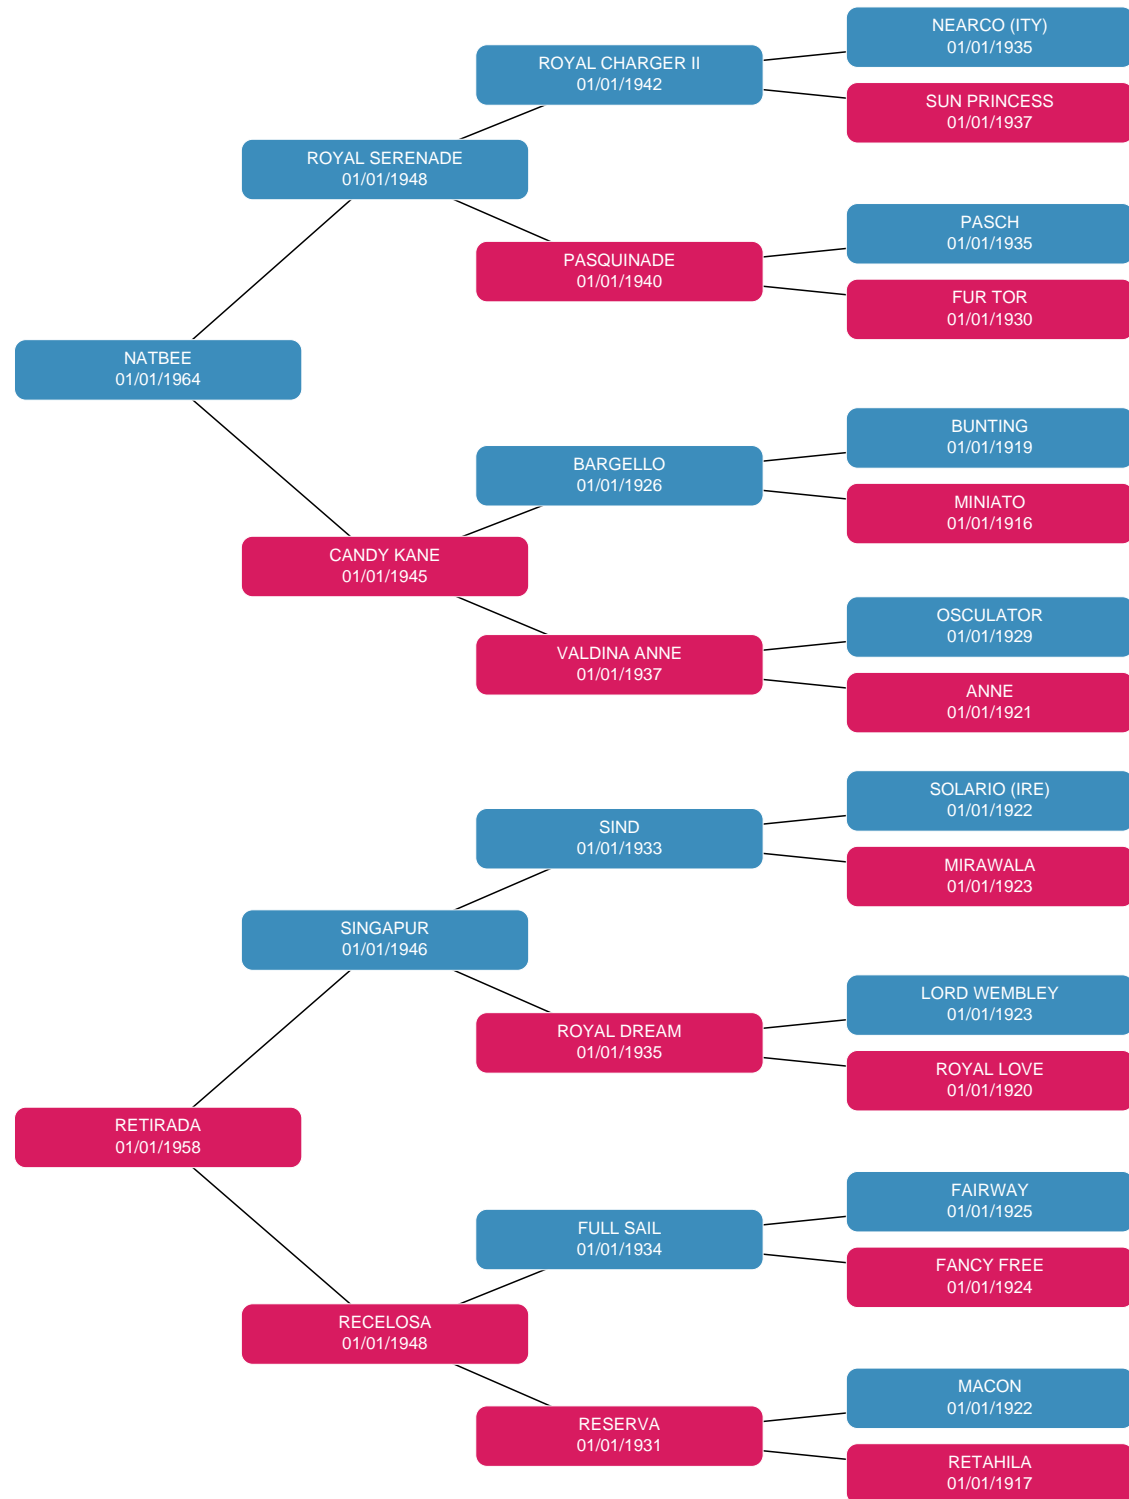 NEARCO (ITY)
01/01/1935
ROYAL CHARGER II
01/01/1942
SUN PRINCESS
01/01/1937
ROYAL SERENADE
01/01/1948
PASCH
01/01/1935
PASQUINADE
01/01/1940
FUR TOR
01/01/1930
NATBEE
01/01/1964
BUNTING
01/01/1919
BARGELLO
01/01/1926
MINIATO
01/01/1916
CANDY KANE
01/01/1945
OSCULATOR
01/01/1929
VALDINA ANNE
01/01/1937
ANNE
01/01/1921
SOLARIO (IRE)
01/01/1922
SIND
01/01/1933
MIRAWALA
01/01/1923
SINGAPUR
01/01/1946
LORD WEMBLEY
01/01/1923
ROYAL DREAM
01/01/1935
ROYAL LOVE
01/01/1920
RETIRADA
01/01/1958
FAIRWAY
01/01/1925
FULL SAIL
01/01/1934
FANCY FREE
01/01/1924
RECELOSA
01/01/1948
MACON
01/01/1922
RESERVA
01/01/1931
RETAHILA
01/01/1917